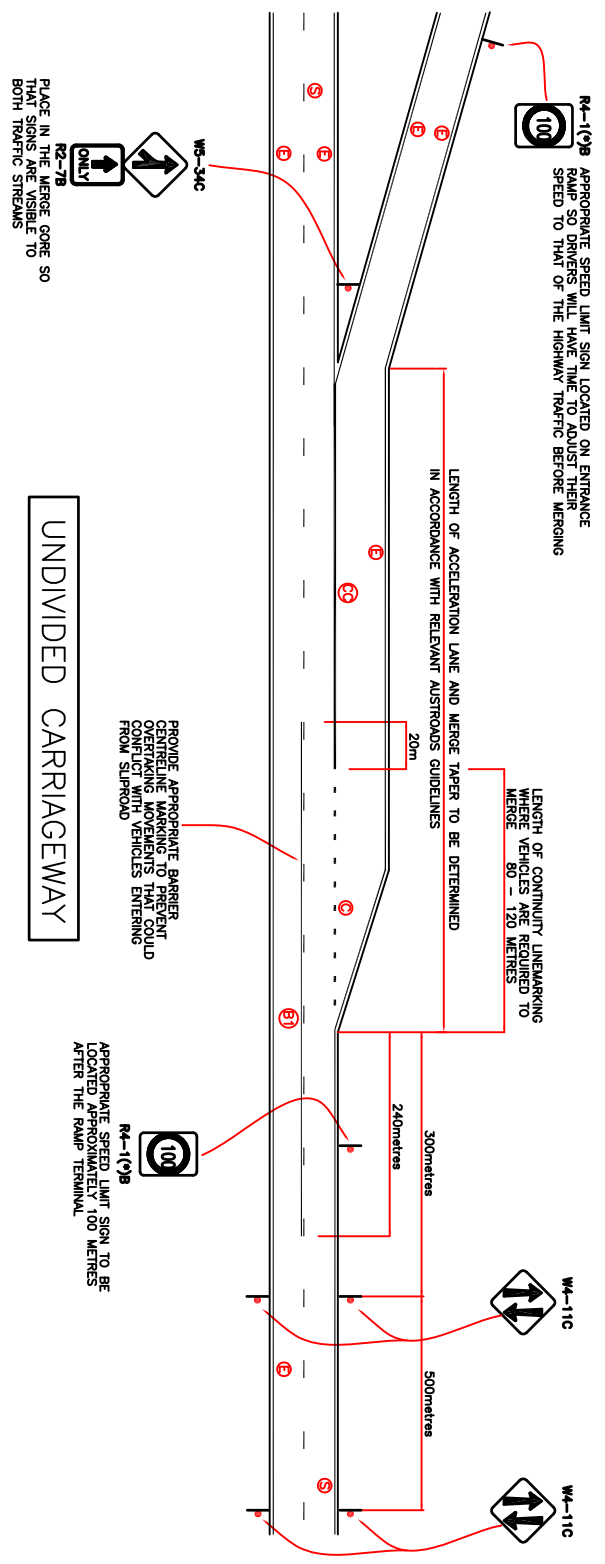 R4-1(*)B
100
APPROPRIATE SPEED LIMIT SIGN LOCATED ON ENTRANCE
RAMP SO DRIVERS WILL HAVE TIME TO ADJUST THEIR
SPEED TO THAT OF THE HIGHWAY TRAFFIC BEFORE MERGING
LENGTH OF ACCELERATION LANE AND MERGE TAPER TO BE DETERMINED
IN ACCORDANCE WITH RELEVANT AUSTROADS GUIDELINES
LENGTH OF CONTINUITY LINEMARKING
WHERE VEHICLES ARE REQUIRED TO
MERGE 80 - 120 METRES
20m
300metres
240metres
500metres
W4-11C
W4-11C
E
E
E
S
E
E
CC
C
B1
E
S
W5-34C
R2-7B
ONLY
PLACE IN THE MERGE GORE SO
THAT SIGNS ARE VISIBLE TO
BOTH TRAFFIC STREAMS
PROVIDE APPROPRIATE BARRIER
CENTRELINE MARKING TO PREVENT
OVERTAKING MOVEMENTS THAT COULD
CONFLICT WITH VEHICLES ENTERING
FROM SLIPROAD
R4-1(*)B
100
APPROPRIATE SPEED LIMIT SIGN TO BE
LOCATED APPROXIMATELY 100 METRES
AFTER THE RAMP TERMINAL
UNDIVIDED CARRIAGEWAY